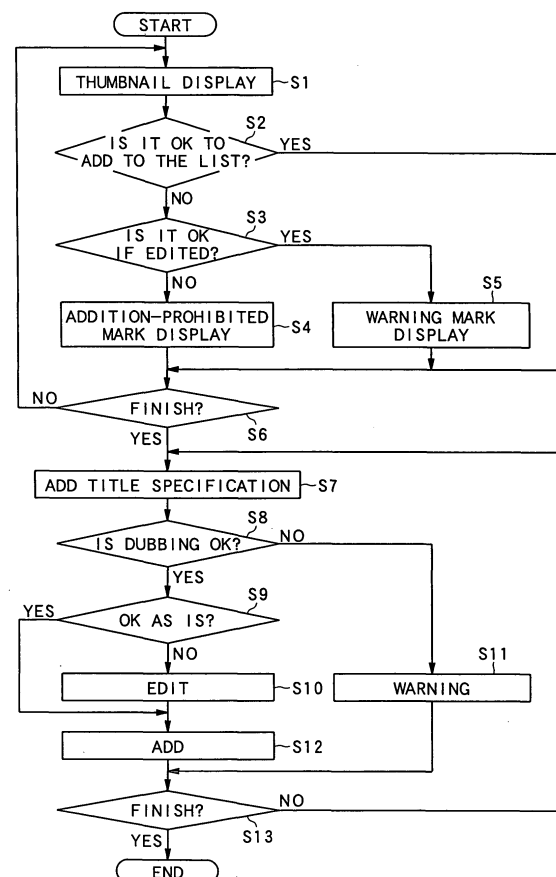 START
THUMBNAIL DISPLAY
S1
S2
IS IT OK TO
ADD TO THE LIST?
YES
NO
S3
IS IT OK
IF EDITED?
YES
NO
S5
ADDITION-PROHIBITED
MARK DISPLAY
S4
WARNING MARK
DISPLAY
NO
FINISH?
S6
YES
ADD TITLE SPECIFICATION
S7
S8
IS DUBBING OK?
NO
YES
S9
YES
OK AS IS?
NO
S11
EDIT
S10
WARNING
ADD
S12
FINISH?
NO
S13
YES
END